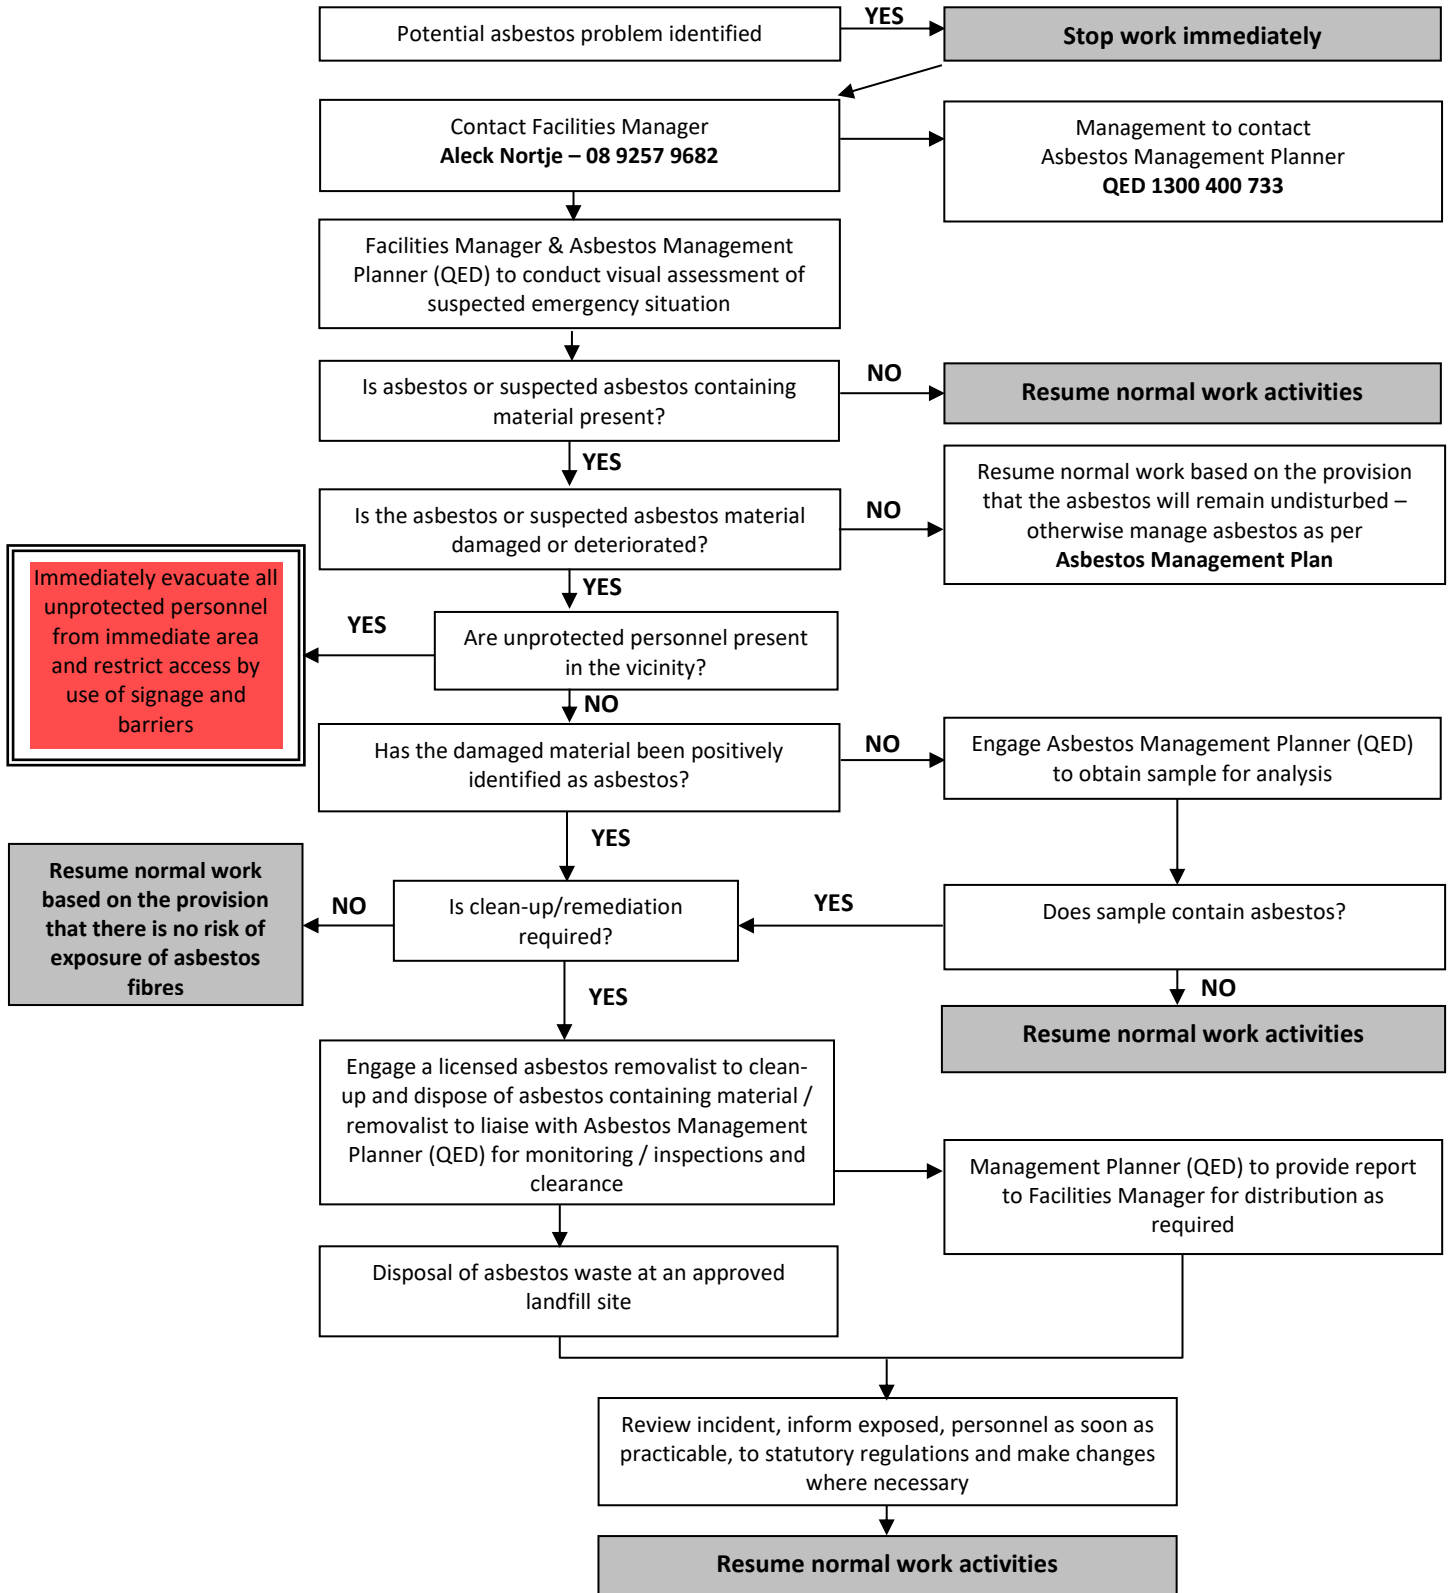 Potential asbestos problem identified
YES
Stop work immediately
Contact Facilities Manager
Aleck Nortje – 08 9257 9682
Management to contact
Asbestos Management Planner
QED 1300 400 733
Facilities Manager & Asbestos Management
Planner (QED) to conduct visual assessment of
suspected emergency situation
Is asbestos or suspected asbestos containing
material present?
NO
Resume normal work activities
YES
Is the asbestos or suspected asbestos material
damaged or deteriorated?
NO
Resume normal work based on the provision
that the asbestos will remain undisturbed –
otherwise manage asbestos as per
Asbestos Management Plan
YES
Immediately evacuate all
unprotected personnel
from immediate area
and restrict access by
use of signage and
barriers
YES
Are unprotected personnel present
in the vicinity?
NO
Has the damaged material been positively
identified as asbestos?
NO
Engage Asbestos Management Planner (QED)
to obtain sample for analysis
YES
Resume normal work
based on the provision
that there is no risk of
exposure of asbestos
fibres
NO
Is clean-up/remediation
required?
YES
Does sample contain asbestos?
YES
NO
Resume normal work activities
Engage a licensed asbestos removalist to clean-
up and dispose of asbestos containing material /
removalist to liaise with Asbestos Management
Planner (QED) for monitoring / inspections and
clearance
Management Planner (QED) to provide report
to Facilities Manager for distribution as
required
Disposal of asbestos waste at an approved
landfill site
Review incident, inform exposed, personnel as soon as
practicable, to statutory regulations and make changes
where necessary
Resume normal work activities